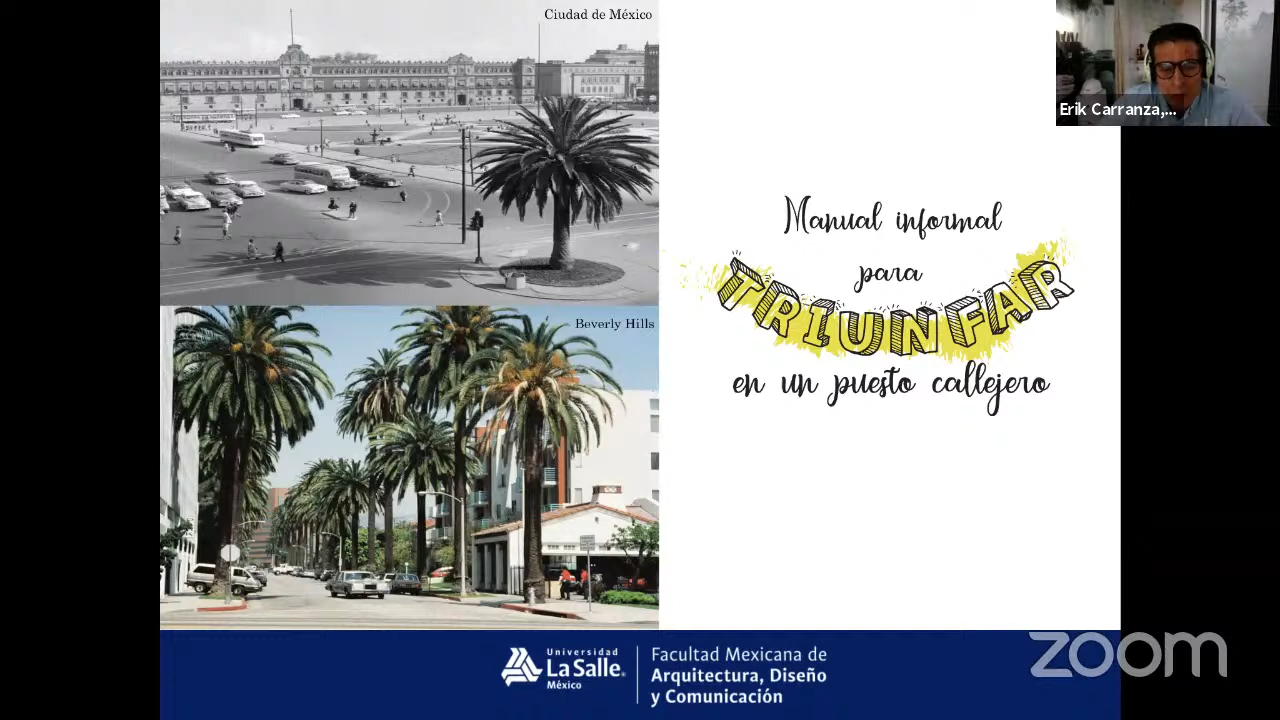 Ciudad de México
Beverly Hills
Manual informal
para
TRIUNFAR
en un puesto callejero
Erik Carranza,...
Universidad
La Salle®
México
Facultad Mexicana de
Arquitectura, Diseño
y Comunicación
zoom